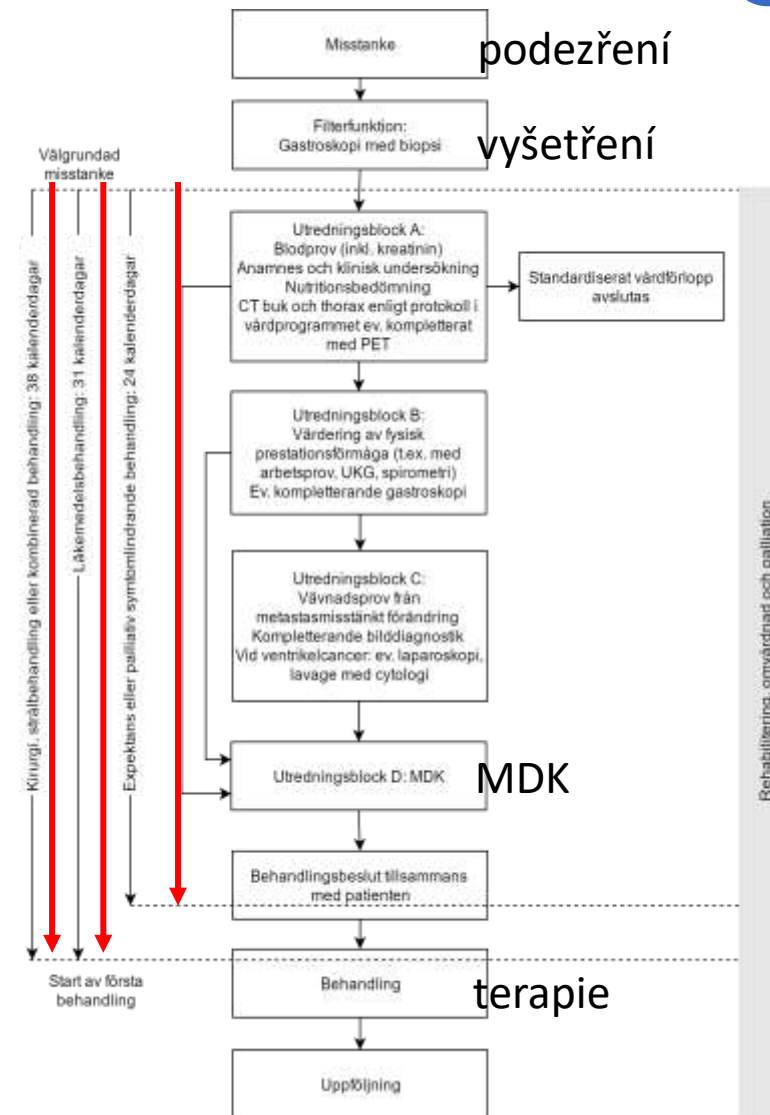 Misstanke
podezření
Filterfunktion:
Gastroskopi med biopsi
vyšetření
Välgrundad
misstanke
Kirurgi, strålbehandling eller kombinerad behandling: 38 kalenderdagar
Läkemedelsbehandling: 31 kalenderdagar
Expektans eller palliativ symtomlindrande behandling: 24 kalenderdagar
Utredningsblock A:
Blodprov (inkl. kreatinin)
Anamnes och klinisk undersökning
Nutritionsbedömning
CT buk och thorax enligt protokoll i
vårdprogrammet ev. kompletterat
med PET
Standardiserat vårdförlopp
avslutas
Utredningsblock B:
Värdering av fysisk
prestationsförmåga (t.ex. med
arbetsprov, UKG, spirometri)
Ev. kompletterande gastroskopi
Utredningsblock C:
Vävnadsprov från
metastasmisstänkt förändring
Kompletterande bilddiagnostik
Vid ventrikelcancer: ev. laparoskopi,
lavage med cytologi
Utredningsblock D: MDK
MDK
Behandlingsbeslut tillsammans
med patienten
Start av första
behandling
Behandling
terapie
Uppföljning
Rehabilitering, omvårdnad och palliation